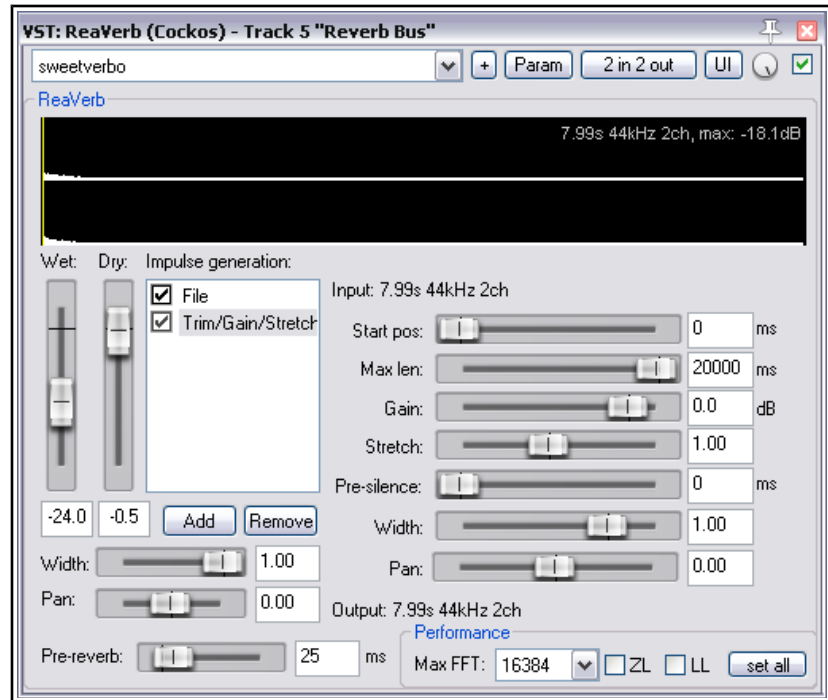 VST: ReaVerb (Cockos) - Track 5 "Reverb Bus"
sweetverbo + Param 2 in 2 out UI
ReaVerb
7.99s 44kHz 2ch, max: -18.1dB
Wet: Dry: Impulse generation:
File
Trim/Gain/Stretch
-24.0 -0.5 Add Remove
Width: 1.00
Pan: 0.00
Pre-reverb: 25 ms
Input: 7.99s 44kHz 2ch
Start pos: 0 ms
Max len: 20000 ms
Gain: 0.0 dB
Stretch: 1.00
Pre-silence: 0 ms
Width: 1.00
Pan: 0.00
Output: 7.99s 44kHz 2ch
Performance
Max FFT: 16384 ZL LL set all